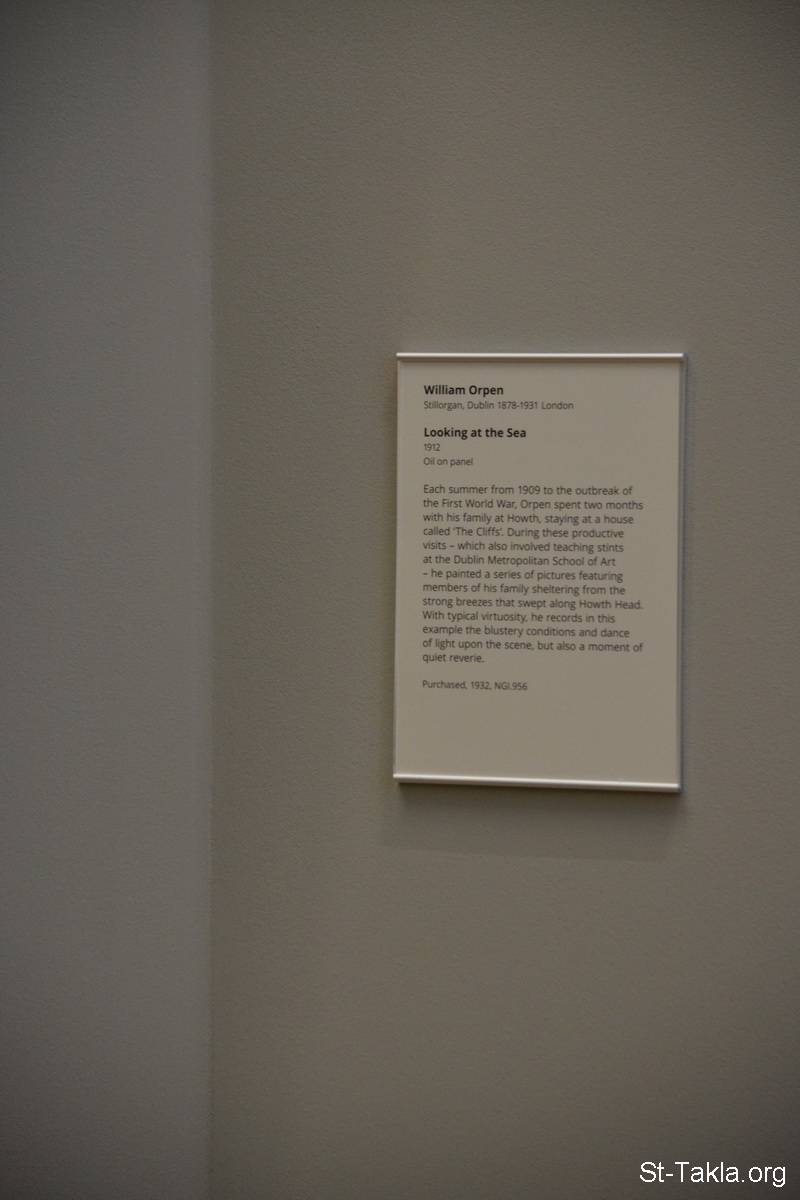 William Orpen
Stillorgan, Dublin 1878-1931 London
Looking at the Sea
1912
Oil on panel
Each summer from 1909 to the outbreak of
the First World War, Orpen spent two months
with his family at Howth, staying at a house
called 'The Cliffs'. During these productive
visits – which also involved teaching stints
at the Dublin Metropolitan School of Art
– he painted a series of pictures featuring
members of his family sheltering from the
strong breezes that swept along Howth Head.
With typical virtuosity, he records in this
example the blustery conditions and dance
of light upon the scene, but also a moment of
quiet reverie.
Purchased, 1932, NGI.956
St-Takla.org